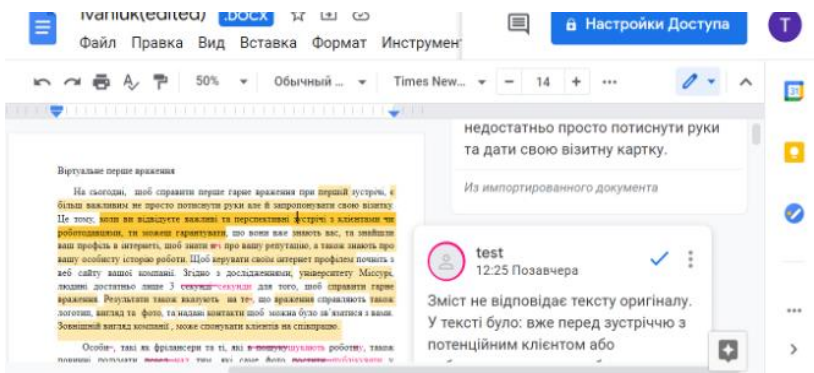 Ivaniuk(edited) .DOCX
Файл Правка Вид Вставка Формат Инструмен
Настройки Доступа
T
50% Обычный ... Times New... 14
31
недостатньо просто потиснути руки
та дати свою візитну картку.
Из импортированного документа
test
12:25 Позавчера
Зміст не відповідає тексту оригіналу.
У тексті було: вже перед зустріччю з
потенційним клієнтом або
Віртуальне перше враження
На сьогодні, щоб справити перше гарне враження при першій зустрічі, є
більш важливим не просто потиснути руки але й запропонувати свою візитку.
Це тому, коли ви відвідуєте важливі та перспективні зустрічі з клієнтами чи
роботодавцями, ти можеш гарантувати, що вони вже знають вас, та знайшли
ваш профіль в інтернеті, щоб знати про вашу репутацію, а також знають про
вашу особисту історію роботи. Щоб керувати своїм інтернет профілем почніть з
веб сайту вашої компанії. Згідно з дослідженнями, університету Міссурі,
людині достатньо лише 3 секунди для того, щоб справити гарне
враження. Результати також вказують на те, що враження справляють також
логотип, вигляд та фото, та надані контакти щоб можна було зв'язатися з вами.
Зовнішній вигляд компанії, може спонукати клієнтів на співпрацю.
Особи, такі як фрілансери та ті, які роботу, також